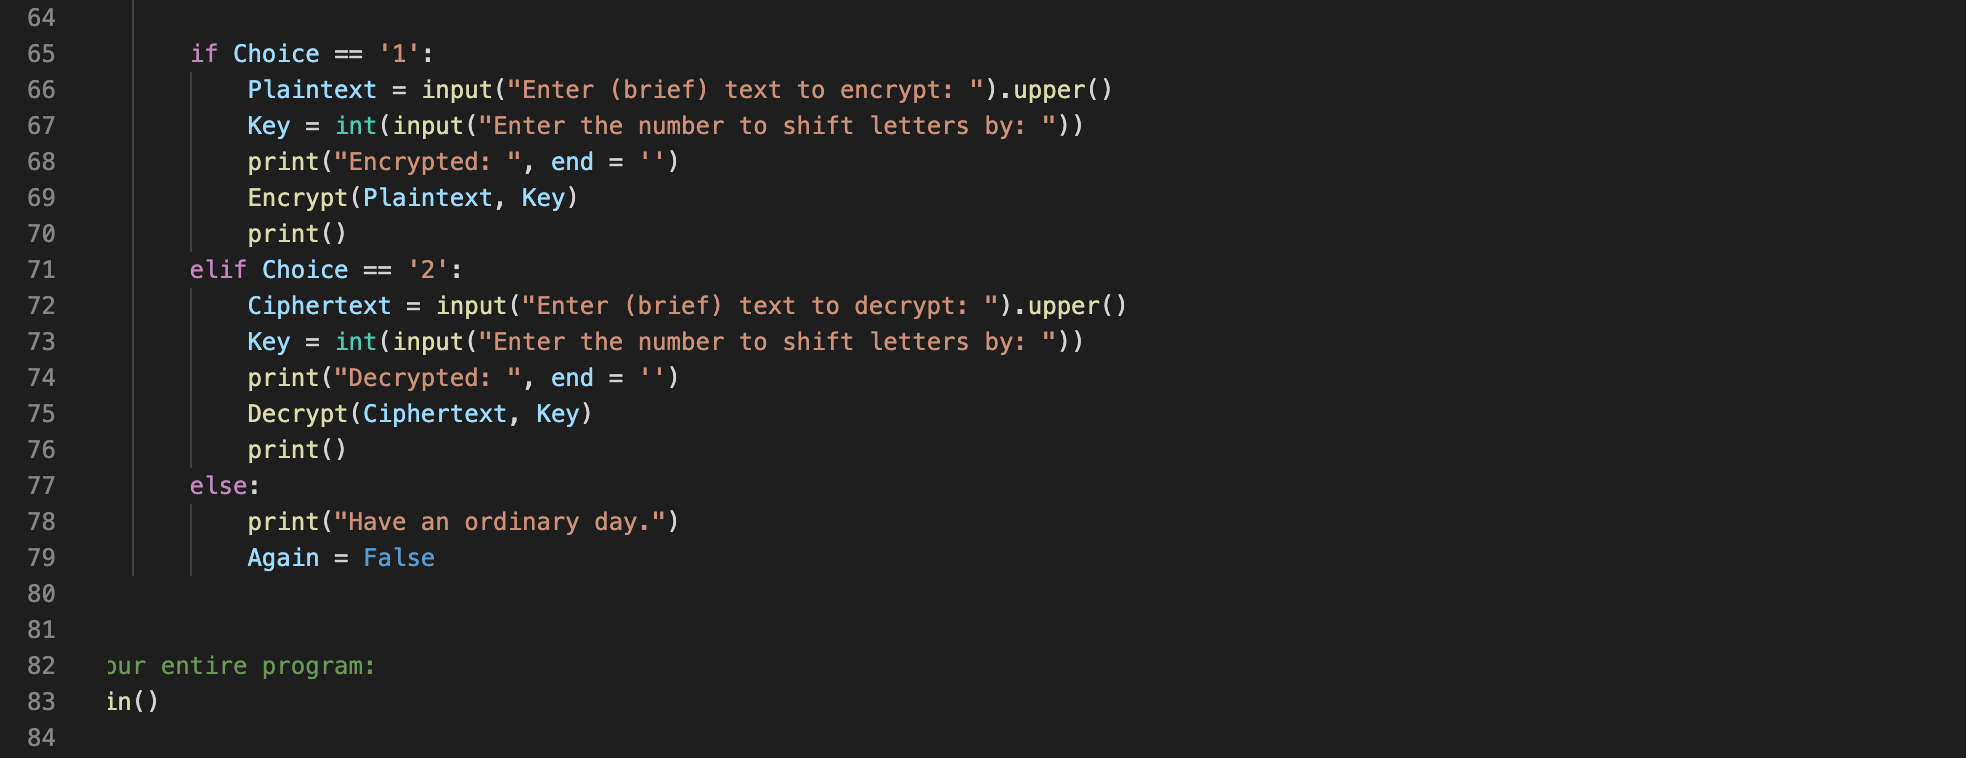 64
65 if Choice == '1':
66 Plaintext = input("Enter (brief) text to encrypt: ").upper()
67 Key = int(input("Enter the number to shift letters by: "))
68 print("Encrypted: ", end = '')
69 Encrypt(Plaintext, Key)
70 print()
71 elif Choice == '2':
72 Ciphertext = input("Enter (brief) text to decrypt: ").upper()
73 Key = int(input("Enter the number to shift letters by: "))
74 print("Decrypted: ", end = '')
75 Decrypt(Ciphertext, Key)
76 print()
77 else:
78 print("Have an ordinary day.")
79 Again = False
80
81
82 our entire program:
83 in()
84